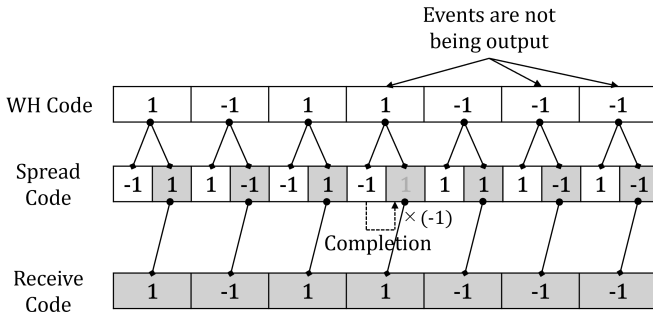 Events are not
being output
WH Code 1 -1 1 1 -1 -1 -1
Spread
Code
-1 1 1 -1 -1 1 -1 1 1 1 1 -1 1 -1
× (-1)
Completion
Receive
Code
1 -1 1 1 -1 -1 -1